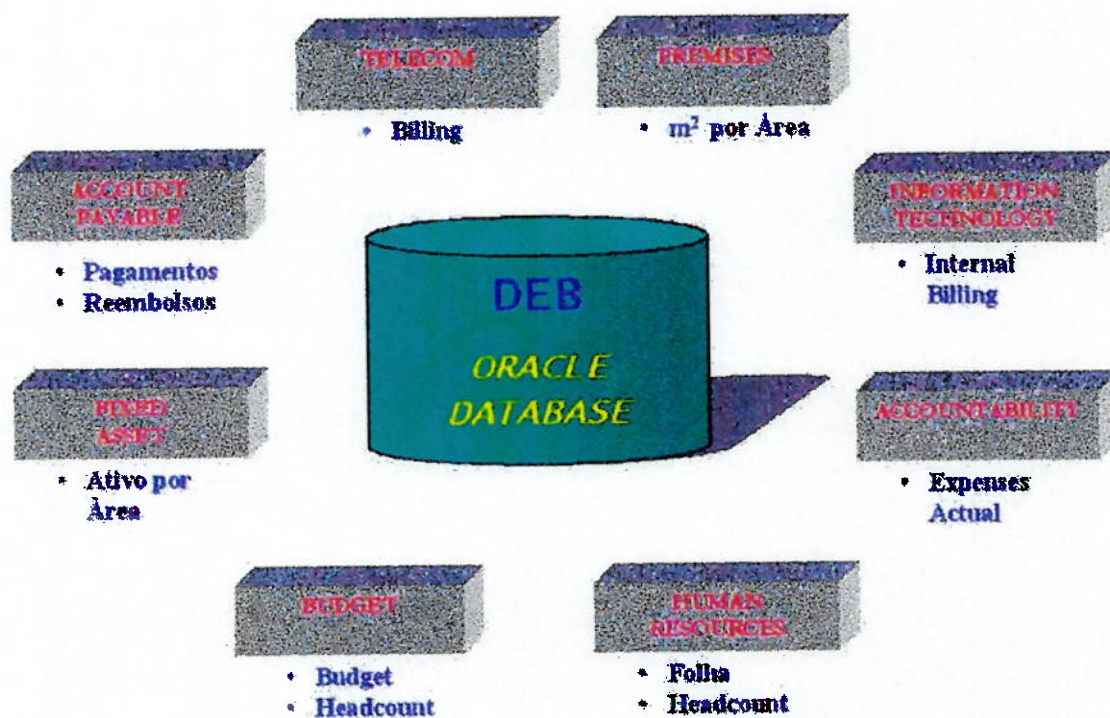 TELECOM
• Billing
PREMISES
• m² por Área
ACCOUNT
PAYABLE
• Pagamentos
• Reembolsos
INFORMATION
TECHNOLOGY
• Internal
Billing
DEB
ORACLE
DATABASE
FIXED
ASSET
• Ativo por
Àrea
ACCOUNTABILITY
• Expenses
Actual
BUDGET
• Budget
• Headcount
HUMAN
RESOURCES
• Folha
• Headcount